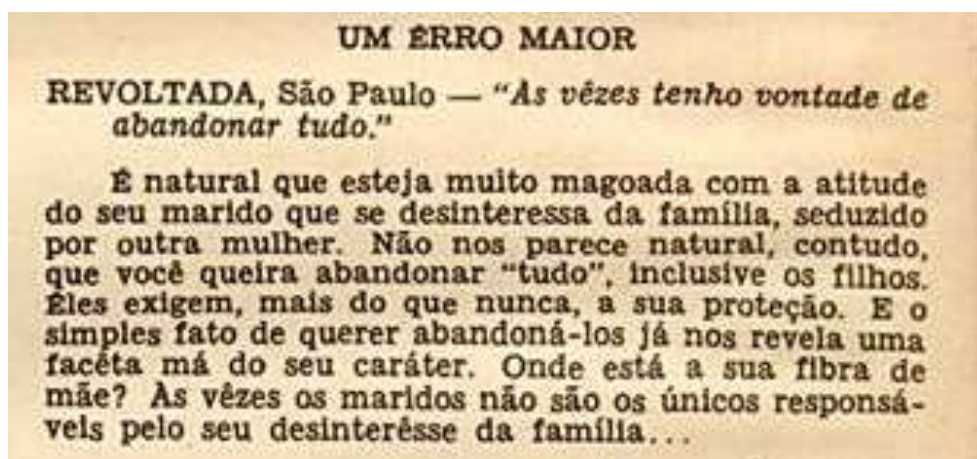 UM ÊRRO MAIOR
REVOLTADA, São Paulo — "Às vêzes tenho vontade de
abandonar tudo."
É natural que esteja muito magoada com a atitude
do seu marido que se desinteressa da família, seduzido
por outra mulher. Não nos parece natural, contudo,
que você queira abandonar "tudo", inclusive os filhos.
Êles exigem, mais do que nunca, a sua proteção. E o
simples fato de querer abandoná-los já nos revela uma
facêta má do seu caráter. Onde está a sua fibra de
mãe? Às vêzes os maridos não são os únicos responsá-
veis pelo seu desinterêsse da família...